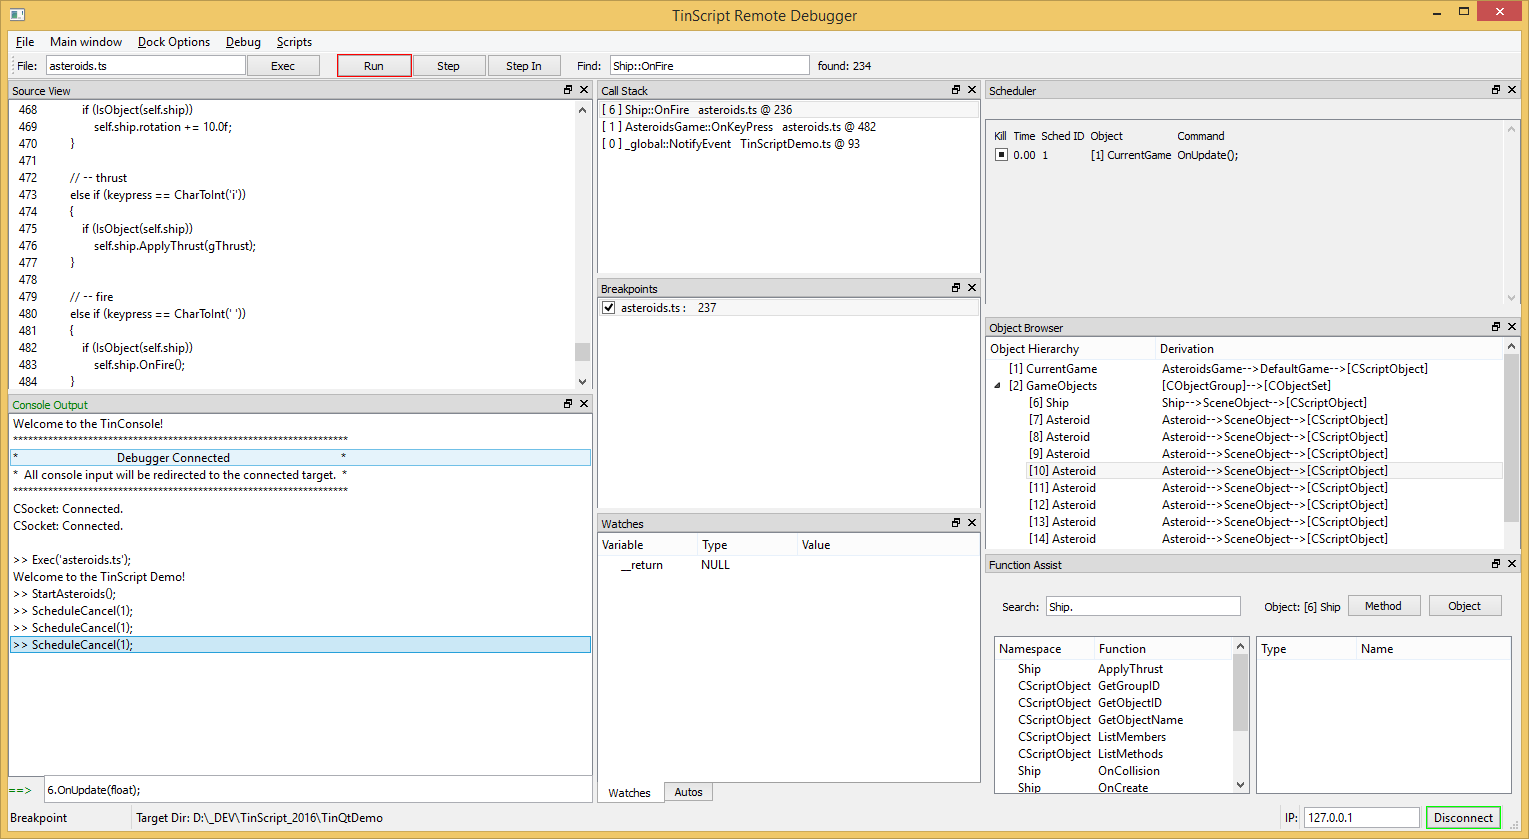 TinScript Remote Debugger
File Main window Dock Options Debug Scripts
File: asteroids.ts Exec Run Step Step In Find: Ship::OnFire found: 234
Source View
468 if (IsObject(self.ship))
469 self.ship.rotation += 10.0f;
470 }
471
472 // -- thrust
473 else if (keypress == CharToInt('i'))
474 {
475 if (IsObject(self.ship))
476 self.ship.ApplyThrust(gThrust);
477 }
478
479 // -- fire
480 else if (keypress == CharToInt(' '))
481 {
482 if (IsObject(self.ship))
483 self.ship.OnFire();
484 }
Console Output
Welcome to the TinConsole!
*******************************************************************
* Debugger Connected *
* All console input will be redirected to the connected target. *
*******************************************************************
CSocket: Connected.
CSocket: Connected.
>> Exec('asteroids.ts');
Welcome to the TinScript Demo!
>> StartAsteroids();
>> ScheduleCancel(1);
>> ScheduleCancel(1);
>> ScheduleCancel(1);
==> 6.OnUpdate(float);
Call Stack
[ 6 ] Ship::OnFire asteroids.ts @ 236
[ 1 ] AsteroidsGame::OnKeyPress asteroids.ts @ 482
[ 0 ] _global::NotifyEvent TinScriptDemo.ts @ 93
Breakpoints
asteroids.ts : 237
Watches
Variable Type Value
__return NULL
Watches Autos
Scheduler
Kill Time Sched ID Object Command
0.00 1 [1] CurrentGame OnUpdate();
Object Browser
Object Hierarchy Derivation
[1] CurrentGame AsteroidsGame-->DefaultGame-->[CScriptObject]
[2] GameObjects [CObjectGroup]-->[CObjectSet]
[6] Ship Ship-->SceneObject-->[CScriptObject]
[7] Asteroid Asteroid-->SceneObject-->[CScriptObject]
[8] Asteroid Asteroid-->SceneObject-->[CScriptObject]
[9] Asteroid Asteroid-->SceneObject-->[CScriptObject]
[10] Asteroid Asteroid-->SceneObject-->[CScriptObject]
[11] Asteroid Asteroid-->SceneObject-->[CScriptObject]
[12] Asteroid Asteroid-->SceneObject-->[CScriptObject]
[13] Asteroid Asteroid-->SceneObject-->[CScriptObject]
[14] Asteroid Asteroid-->SceneObject-->[CScriptObject]
Function Assist
Search: Ship. Object: [6] Ship Method Object
Namespace Function Type Name
Ship ApplyThrust
CScriptObject GetGroupID
CScriptObject GetObjectID
CScriptObject GetObjectName
CScriptObject ListMembers
CScriptObject ListMethods
Ship OnCollision
Ship OnCreate
Breakpoint Target Dir: D:\_DEV\TinScript_2016\TinQtDemo IP: 127.0.0.1 Disconnect